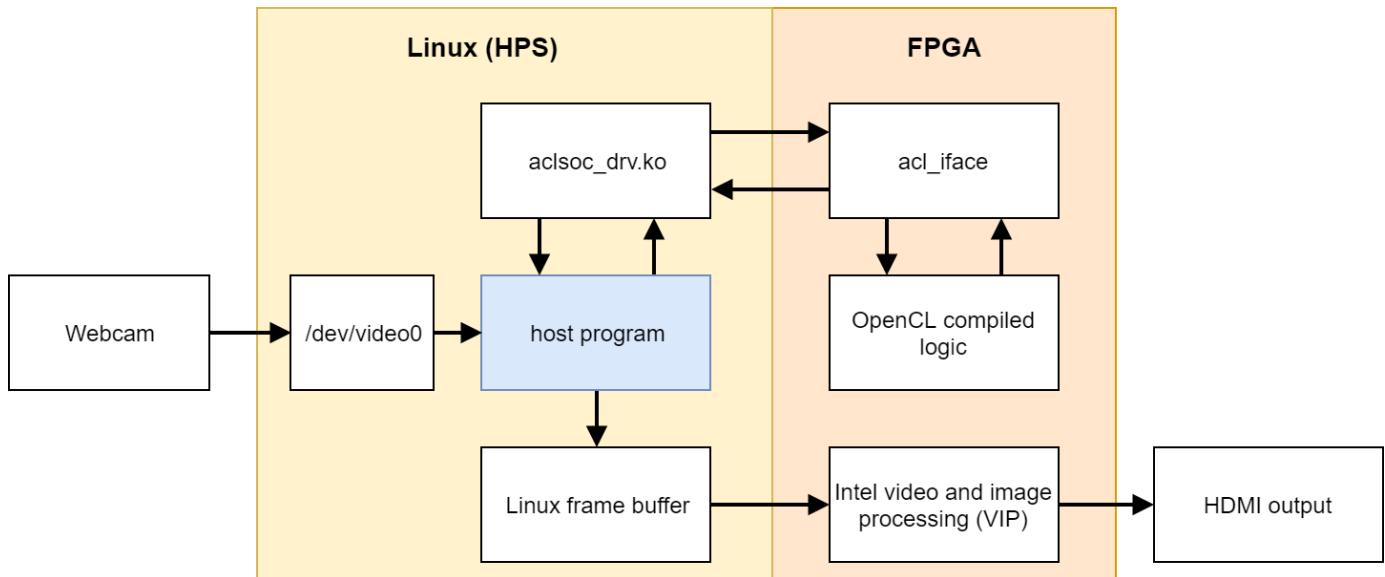 Linux (HPS)
FPGA
aclsoc_drv.ko
acl_iface
Webcam
/dev/video0
host program
OpenCL compiled
logic
Linux frame buffer
Intel video and image
processing (VIP)
HDMI output